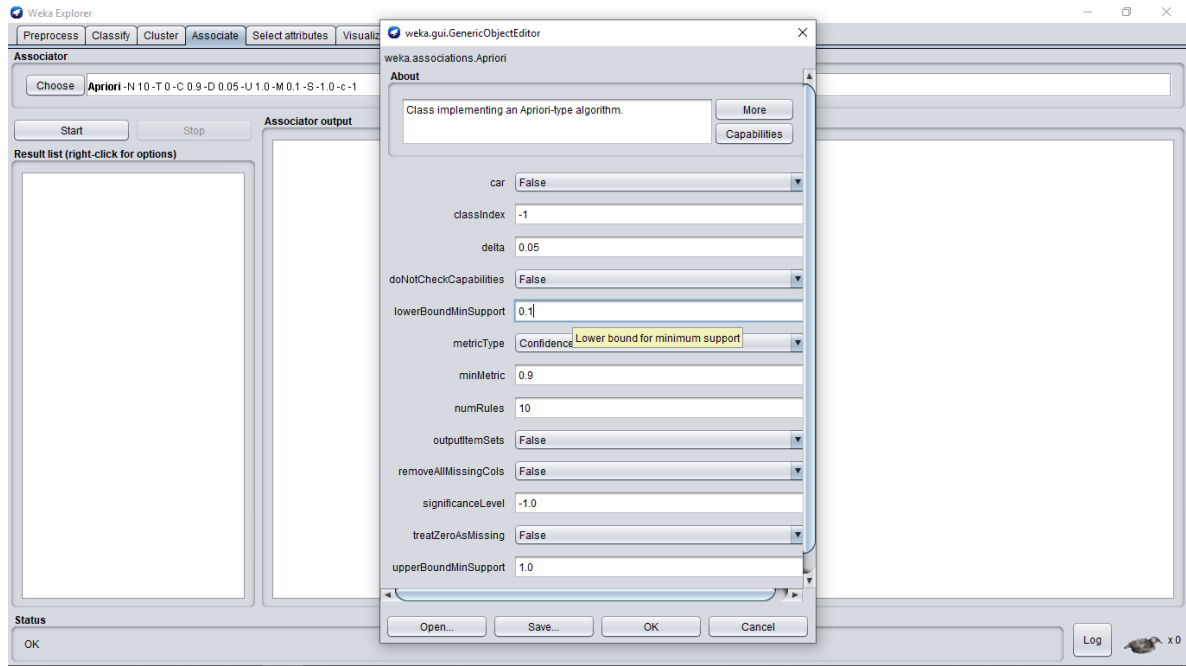 Weka Explorer
Preprocess Classify Cluster Associate Select attributes Visualiz
Associator
Choose Apriori -N 10 -T 0 -C 0.9 -D 0.05 -U 1.0 -M 0.1 -S -1.0 -c -1
Start Stop
Result list (right-click for options)
Associator output
weka.gui.GenericObjectEditor
weka.associations.Apriori
About
Class implementing an Apriori-type algorithm.
More
Capabilities
car False
classIndex -1
delta 0.05
doNotCheckCapabilities False
lowerBoundMinSupport 0.1
Lower bound for minimum support
metricType Confidence
minMetric 0.9
numRules 10
outputItemSets False
removeAllMissingCols False
significanceLevel -1.0
treatZeroAsMissing False
upperBoundMinSupport 1.0
Open... Save... OK Cancel
Status
OK
Log x 0